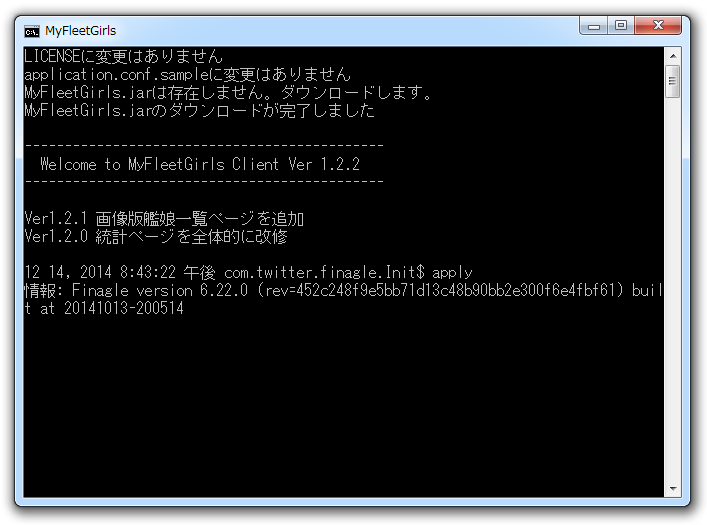 MyFleetGirls
LICENSEに変更はありません
application.conf.sampleに変更はありません
MyFleetGirls.jarは存在しません。ダウンロードします。
MyFleetGirls.jarのダウンロードが完了しました
---------------------------------------------
Welcome to MyFleetGirls Client Ver 1.2.2
---------------------------------------------
Ver1.2.1 画像版艦娘一覧ページを追加
Ver1.2.0 統計ページを全体的に改修
12 14, 2014 8:43:22 午後 com.twitter.finagle.Init$ apply
情報: Finagle version 6.22.0 (rev=452c248f9e5bb71d13c48b90bb2e300f6e4fbf61) buil
t at 20141013-200514